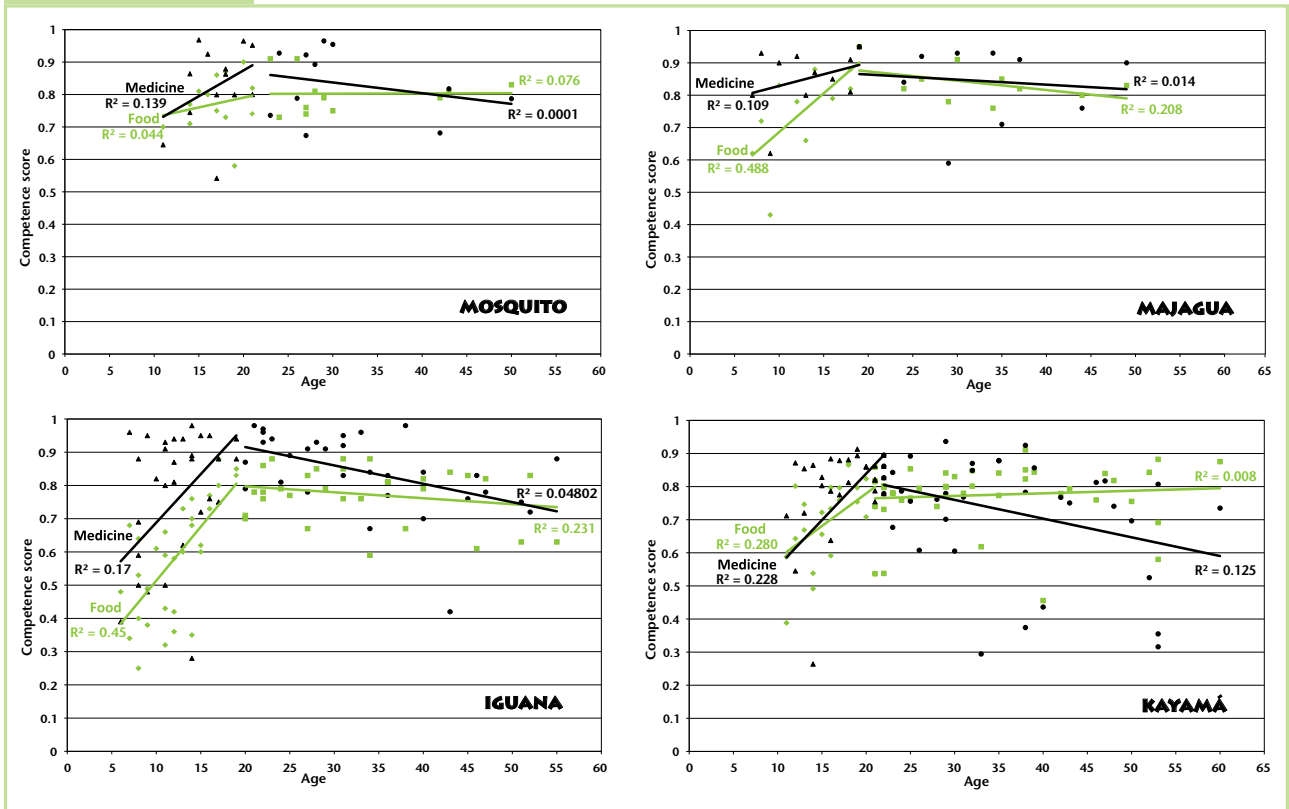 1
0.9
0.8
0.7
0.6
0.5
0.4
0.3
0.2
0.1
0
Competence score
Medicine
R² = 0.139
Food
R² = 0.044
R² = 0.076
R² = 0.0001
MOSQUITO
0 5 10 15 20 25 30 35 40 45 50 55 60
Age
1
0.9
0.8
0.7
0.6
0.5
0.4
0.3
0.2
0.1
0
Competence score
Medicine
R² = 0.109
Food
R² = 0.488
R² = 0.014
R² = 0.208
MAJAGUA
0 5 10 15 20 25 30 35 40 45 50 55 60 65
Age
1
0.9
0.8
0.7
0.6
0.5
0.4
0.3
0.2
0.1
0
Competence score
Medicine
R² = 0.17
Food
R² = 0.45
R² = 0.04802
R² = 0.231
IGUANA
0 5 10 15 20 25 30 35 40 45 50 55 60
Age
1
0.9
0.8
0.7
0.6
0.5
0.4
0.3
0.2
0.1
0
Competence score
Food
R² = 0.280
Medicine
R² = 0.228
R² = 0.008
R² = 0.125
KAYAMÁ
0 5 10 15 20 25 30 35 40 45 50 55 60 65
Age